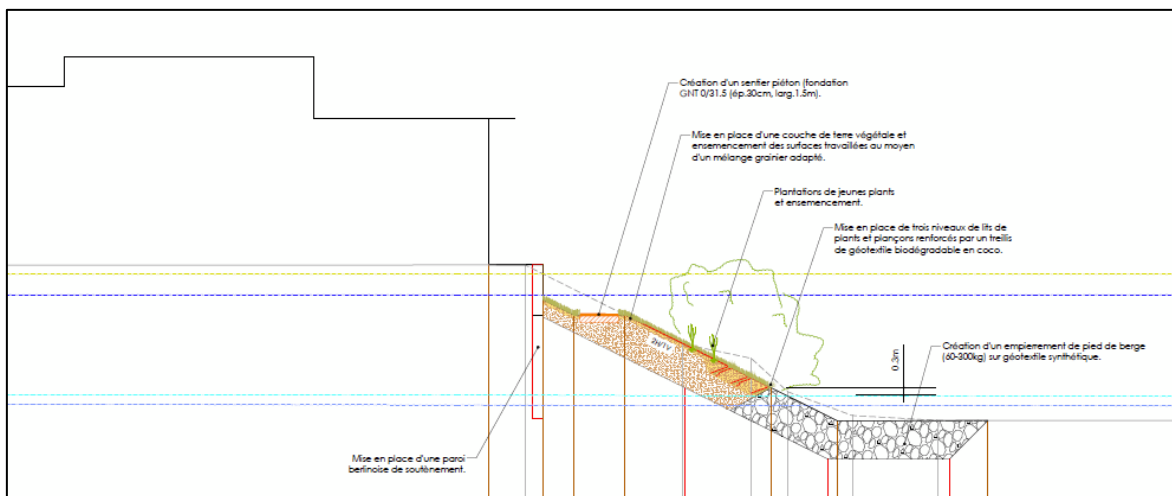 Création d'un sentier piéton (fondation
GNT 0/31.5 (ép.30cm, larg.1.5m).
Mise en place d'une couche de terre végétale et
ensemencement des surfaces travaillées au moyen
d'un mélange grainier adapté.
Plantations de jeunes plants
et ensemencement.
Mise en place de trois niveaux de lits de
plants et plançons renforcés par un treillis
de géotextile biodégradable en coco.
2H/1V
0.3m
Création d'un empierrement de pied de berge
(60-300kg) sur géotextile synthétique.
Mise en place d'une paroi
berlinoise de soutènement.